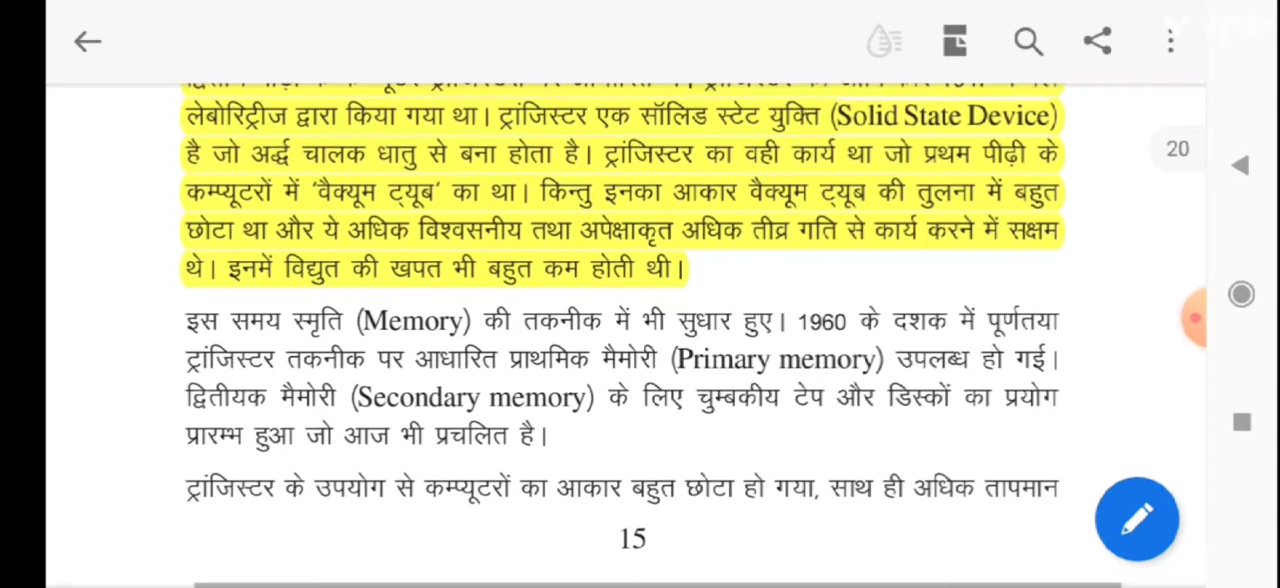 20
लेबोरिट्रीज द्वारा किया गया था। ट्रांजिस्टर एक सॉलिड स्टेट युक्ति (Solid State Device)
है जो अर्द्ध चालक धातु से बना होता है। ट्रांजिस्टर का वही कार्य था जो प्रथम पीढ़ी के
कम्प्यूटरों में ‘वैक्यूम ट्यूब’ का था। किन्तु इनका आकार वैक्यूम ट्यूब की तुलना में बहुत
छोटा था और ये अधिक विश्वसनीय तथा अपेक्षाकृत अधिक तीव्र गति से कार्य करने में सक्षम
थे। इनमें विद्युत की खपत भी बहुत कम होती थी।
इस समय स्मृति (Memory) की तकनीक में भी सुधार हुए। 1960 के दशक में पूर्णतया
ट्रांजिस्टर तकनीक पर आधारित प्राथमिक मैमोरी (Primary memory) उपलब्ध हो गई।
द्वितीयक मैमोरी (Secondary memory) के लिए चुम्बकीय टेप और डिस्कों का प्रयोग
प्रारम्भ हुआ जो आज भी प्रचलित है।
ट्रांजिस्टर के उपयोग से कम्प्यूटरों का आकार बहुत छोटा हो गया, साथ ही अधिक तापमान
15